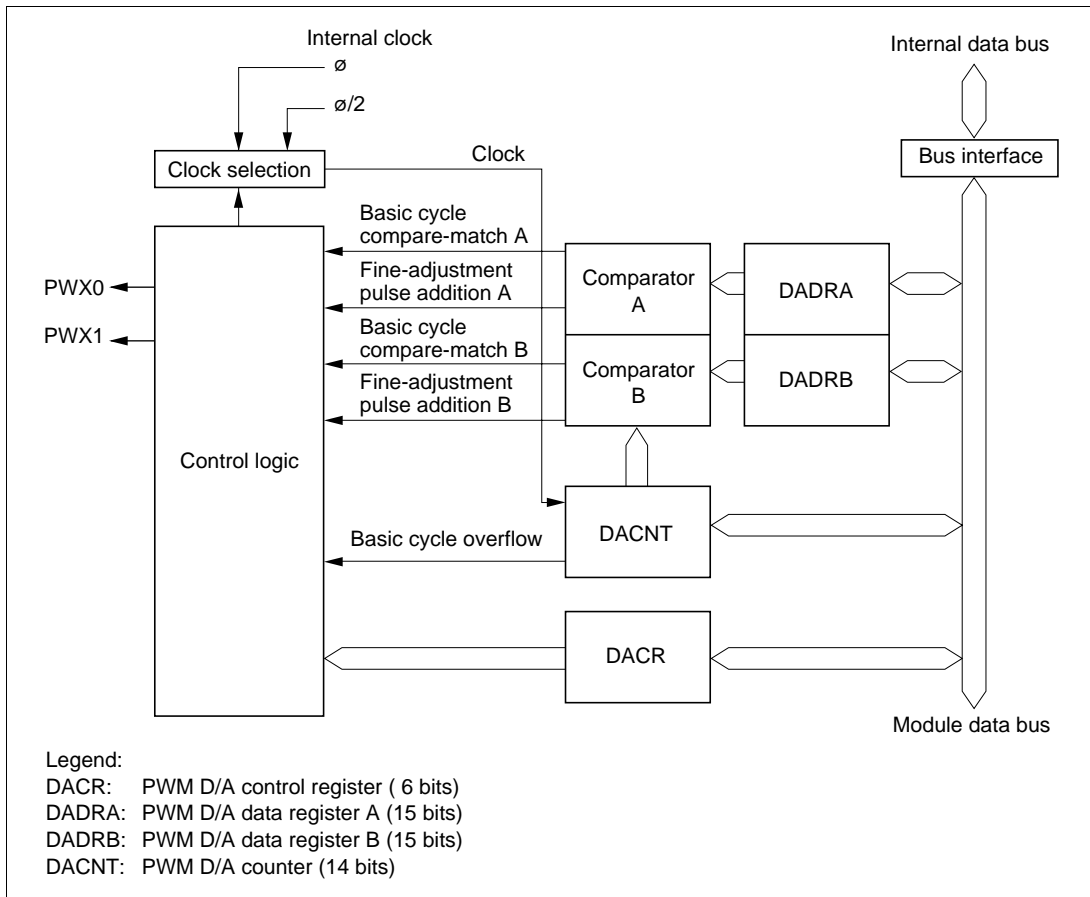 Internal clock
ø
ø/2
Internal data bus
Clock selection
Clock
Bus interface
Basic cycle
compare-match A
Fine-adjustment
pulse addition A
Basic cycle
compare-match B
Fine-adjustment
pulse addition B
Comparator
A
DADRA
Comparator
B
DADRB
PWX0
PWX1
Control logic
DACNT
Basic cycle overflow
DACR
Module data bus
Legend:
DACR: PWM D/A control register ( 6 bits)
DADRA: PWM D/A data register A (15 bits)
DADRB: PWM D/A data register B (15 bits)
DACNT: PWM D/A counter (14 bits)